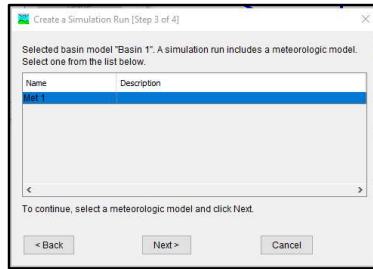 Create a Simulation Run [Step 3 of 4]
Selected basin model "Basin 1". A simulation run includes a meteorologic model.
Select one from the list below.
Name Description
Met 1
To continue, select a meteorologic model and click Next.
< Back Next > Cancel